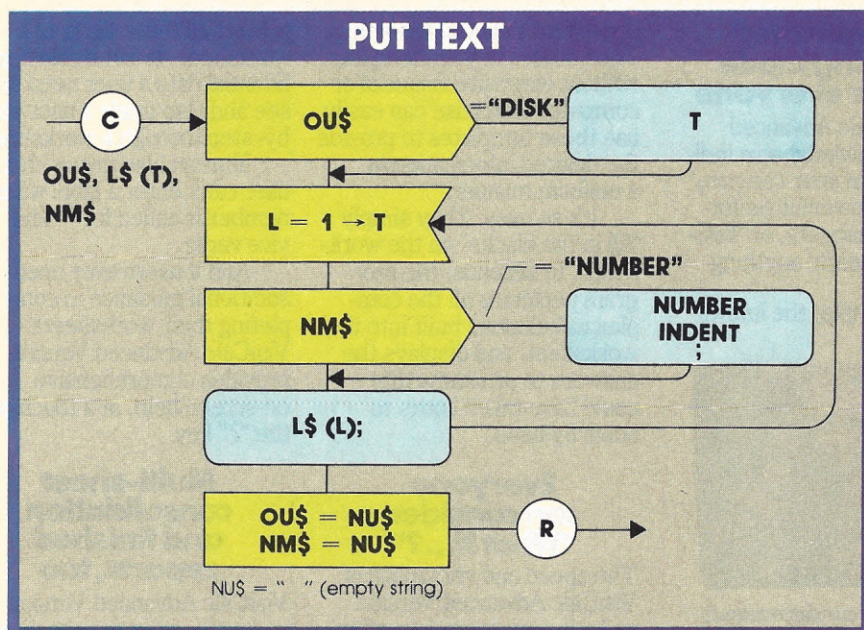 PUT TEXT
C
OU$
="DISK"
T
OU$, L$ (T),
NM$
L = 1 → T
= "NUMBER"
NM$
NUMBER
INDENT
;
L$ (L);
OU$ = NU$
NM$ = NU$
R
NU$ = " " (empty string)